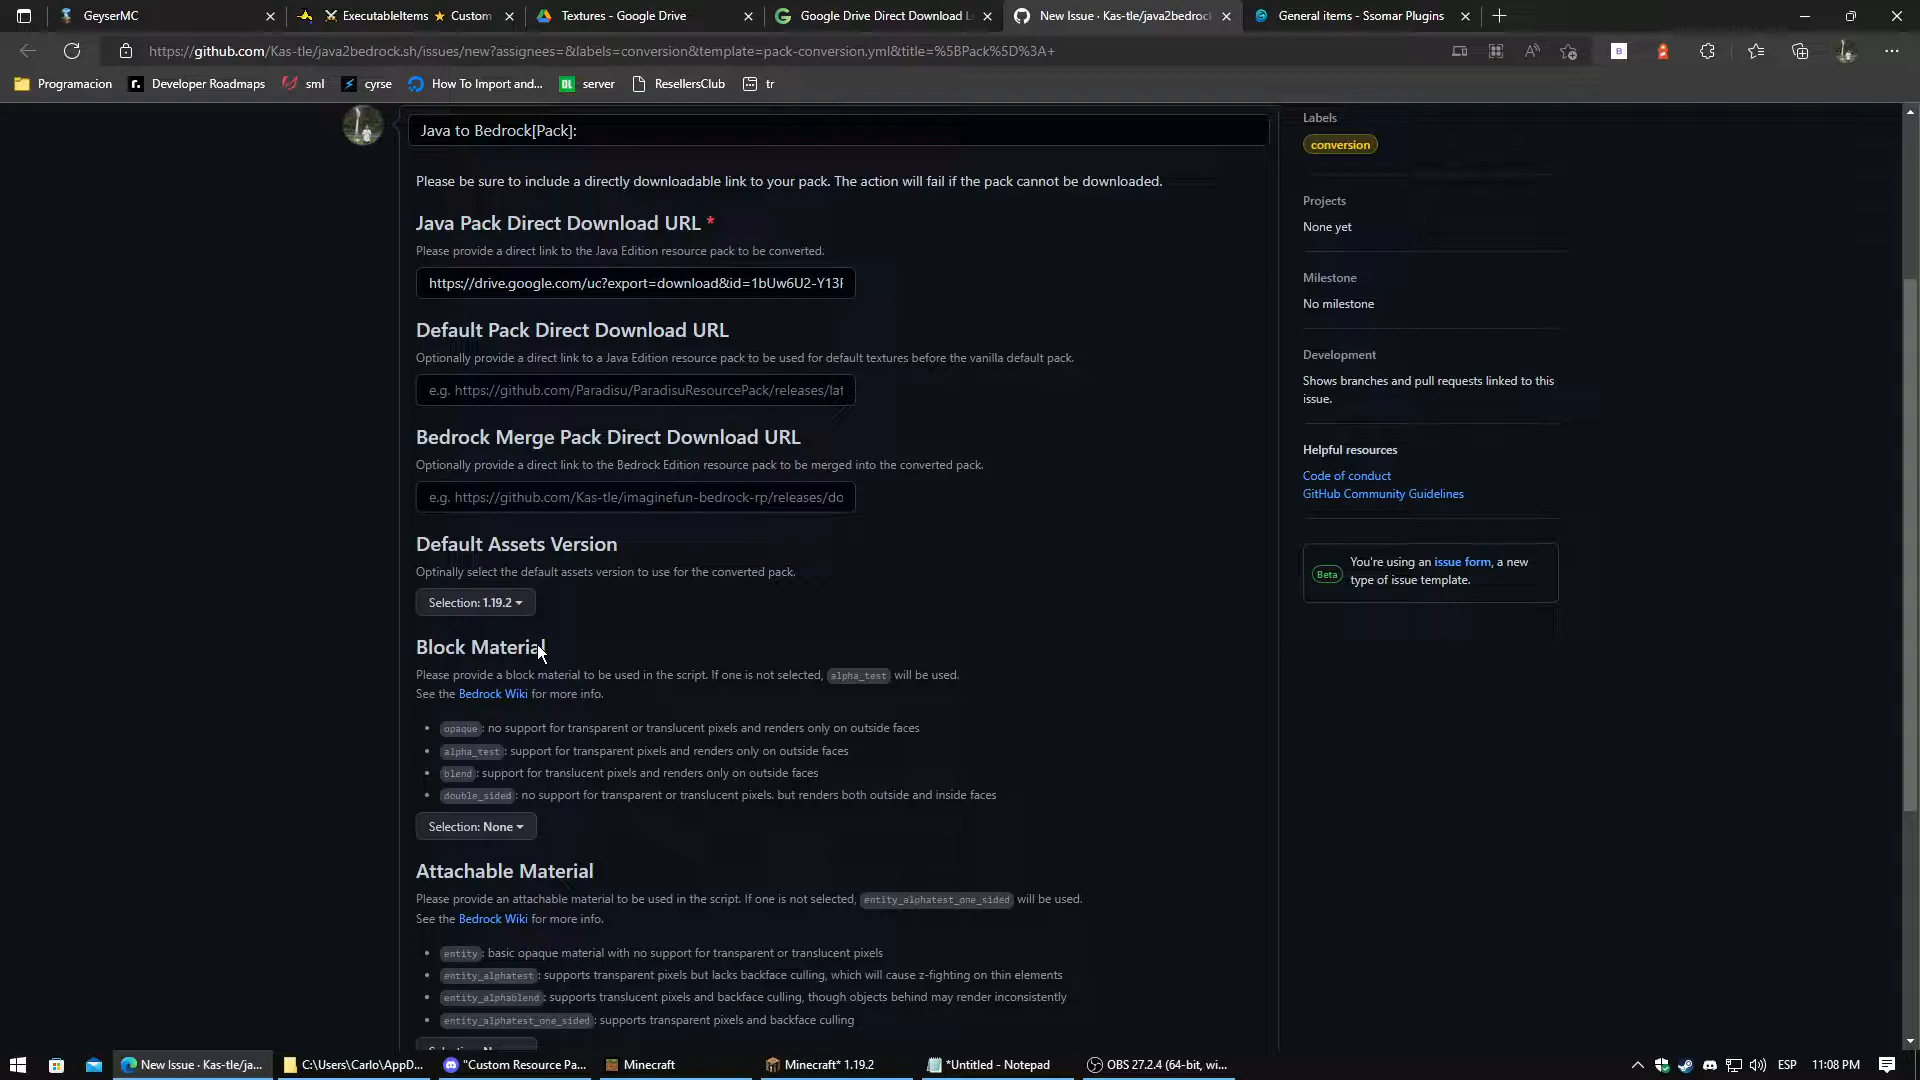 GeyserMC
ExecutableItems ⭐ Custom
Textures - Google Drive
Google Drive Direct Download L
New Issue · Kas-tle/java2bedrock
General items - Ssomar Plugins
https://github.com/Kas-tle/java2bedrock.sh/issues/new?assignees=&labels=conversion&template=pack-conversion.yml&title=%5BPack%5D%3A+
Programacion
Developer Roadmaps
sml
cyrse
How To Import and...
server
ResellersClub
tr
Java to Bedrock[Pack]:
Please be sure to include a directly downloadable link to your pack. The action will fail if the pack cannot be downloaded.
Java Pack Direct Download URL *
Please provide a direct link to the Java Edition resource pack to be converted.
https://drive.google.com/uc?export=download&id=1bUw6U2-Y13
Default Pack Direct Download URL
Optionally provide a direct link to a Java Edition resource pack to be used for default textures before the vanilla default pack.
e.g. https://github.com/Paradisu/ParadisuResourcePack/releases/lat
Bedrock Merge Pack Direct Download URL
Optionally provide a direct link to the Bedrock Edition resource pack to be merged into the converted pack.
e.g. https://github.com/Kas-tle/imaginefun-bedrock-rp/releases/do
Default Assets Version
Optinally select the default assets version to use for the converted pack.
Selection: 1.19.2
Block Material
Please provide a block material to be used in the script. If one is not selected, alpha_test will be used.
See the Bedrock Wiki for more info.
• opaque: no support for transparent or translucent pixels and renders only on outside faces
• alpha_test: support for transparent pixels and renders only on outside faces
• blend: support for translucent pixels and renders only on outside faces
• double_sided: no support for transparent or translucent pixels. but renders both outside and inside faces
Selection: None
Attachable Material
Please provide an attachable material to be used in the script. If one is not selected, entity_alphatest_one_sided will be used.
See the Bedrock Wiki for more info.
• entity: basic opaque material with no support for transparent or translucent pixels
• entity_alphatest: supports transparent pixels but lacks backface culling, which will cause z-fighting on thin elements
• entity_alphablend: supports translucent pixels and backface culling, though objects behind may render inconsistently
• entity_alphatest_one_sided: supports transparent pixels and backface culling
Labels
conversion
Projects
None yet
Milestone
No milestone
Development
Shows branches and pull requests linked to this
issue.
Helpful resources
Code of conduct
GitHub Community Guidelines
Beta
You're using an issue form, a new
type of issue template.
New Issue · Kas-tle/ja...
C:\Users\Carlo\AppD...
"Custom Resource Pa...
Minecraft
Minecraft* 1.19.2
*Untitled - Notepad
OBS 27.2.4 (64-bit, wi...
ESP
11:08 PM